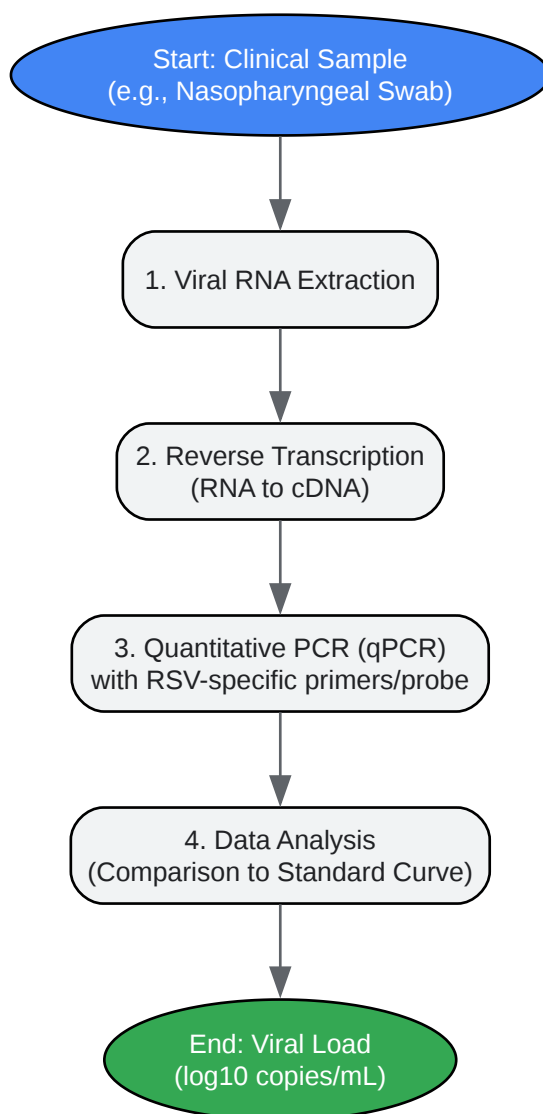 Start: Clinical Sample
(e.g., Nasopharyngeal Swab)
1. Viral RNA Extraction
2. Reverse Transcription
(RNA to cDNA)
3. Quantitative PCR (qPCR)
with RSV-specific primers/probe
4. Data Analysis
(Comparison to Standard Curve)
End: Viral Load
(log10 copies/mL)